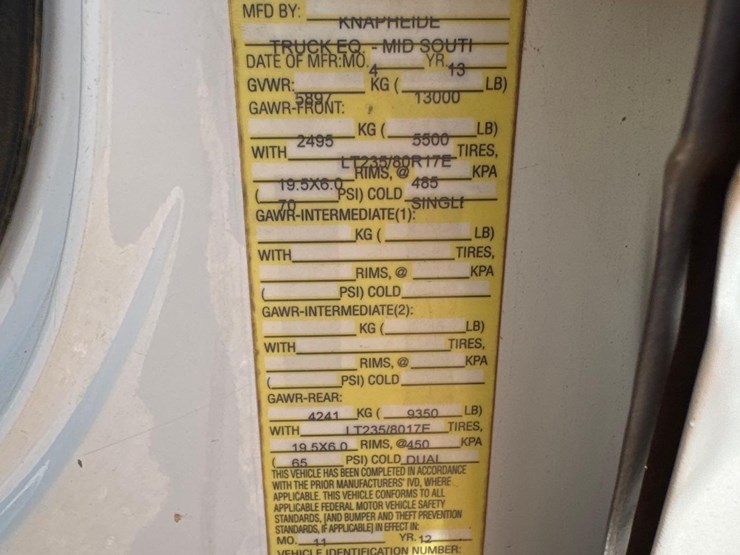 MFD BY:
KNAPHEIDE
TRUCK EQ. - MID SOUTH
DATE OF MFR:MO. 4 YR. 13
GVWR: 5897 KG ( 13000 LB)
GAWR-FRONT:
2495 KG ( 5500 LB)
WITH LT235/80R17E TIRES,
19.5X6.0 RIMS, @ 485 KPA
( 70 PSI) COLD SINGLE
GAWR-INTERMEDIATE(1):
KG ( LB)
WITH TIRES,
RIMS, @ KPA
( PSI) COLD
GAWR-INTERMEDIATE(2):
KG ( LB)
WITH TIRES,
RIMS, @ KPA
( PSI) COLD
GAWR-REAR:
4241 KG ( 9350 LB)
WITH LT235/8017E TIRES,
19.5X6.0 RIMS, @450 KPA
( 65 PSI) COLD DUAL
THIS VEHICLE HAS BEEN COMPLETED IN ACCORDANCE
WITH THE PRIOR MANUFACTURERS' IVD, WHERE
APPLICABLE. THIS VEHICLE CONFORMS TO ALL
APPLICABLE FEDERAL MOTOR VEHICLE SAFETY
STANDARDS, [AND BUMPER AND THEFT PREVENTION
STANDARDS, IF APPLICABLE] IN EFFECT IN:
MO. 11 YR. 12
VEHICLE IDENTIFICATION NUMBER: